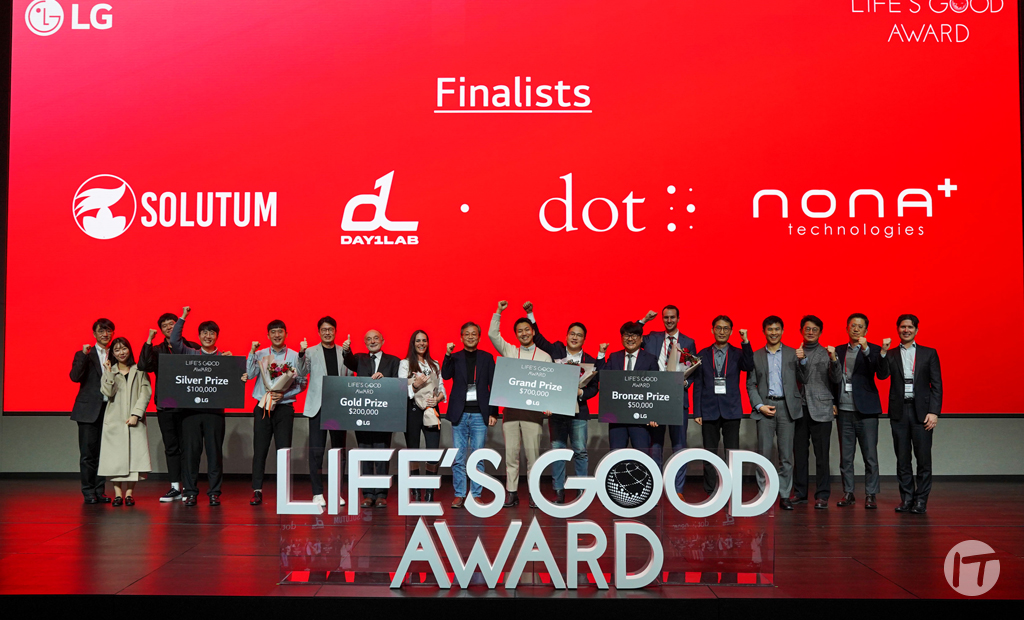 LG
LIFE'S GOOD
AWARD
Finalists
SOLUTUM
d1
DAY1LAB
dot
nona+
technologies
LIFE'S GOOD
AWARD
Silver Prize
$100,000
LG
LIFE'S GOOD
AWARD
Gold Prize
$200,000
LG
LIFE'S GOOD
AWARD
Grand Prize
$700,000
LG
LIFE'S GOOD
AWARD
Bronze Prize
$50,000
LG
LIFE'S GOOD
AWARD
IT